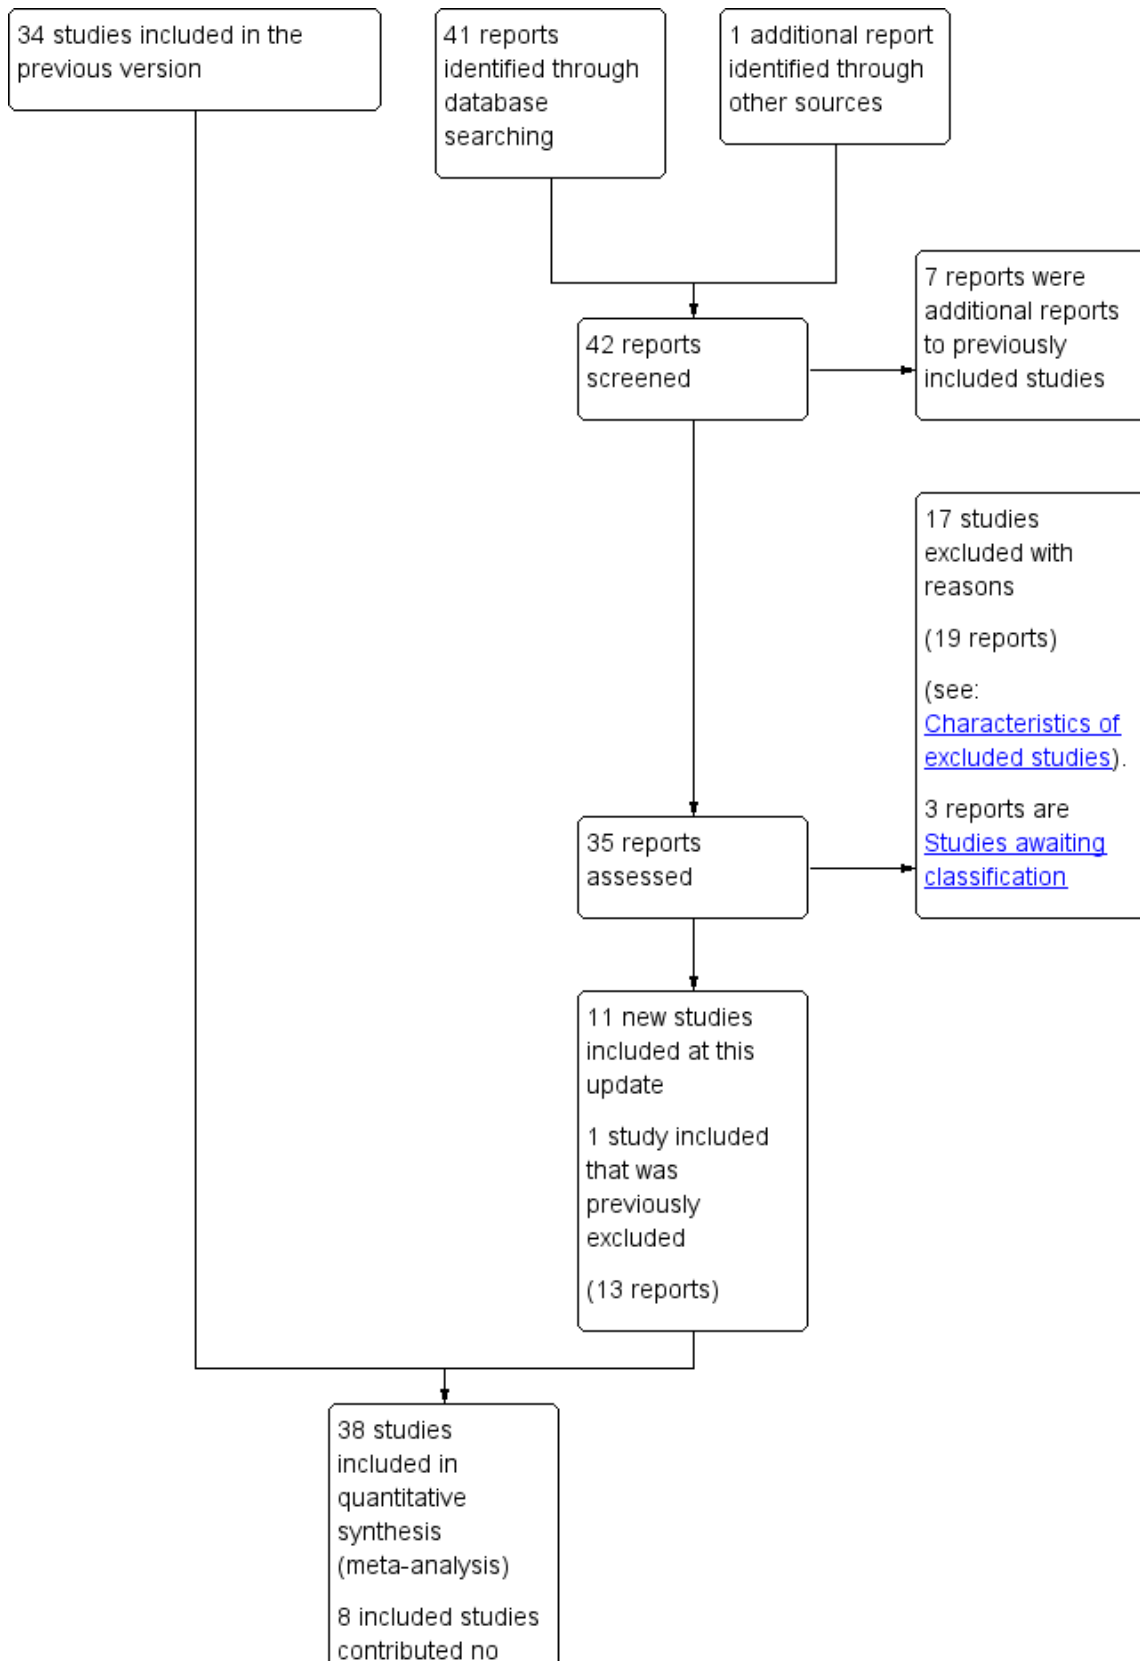 34 studies included in the
previous version
41 reports
identified through
database
searching
1 additional report
identified through
other sources
42 reports
screened
7 reports were
additional reports
to previously
included studies
17 studies
excluded with
reasons
(19 reports)
(see:
Characteristics of
excluded studies).
3 reports are
Studies awaiting
classification
35 reports
assessed
11 new studies
included at this
update
1 study included
that was
previously
excluded
(13 reports)
38 studies
included in
quantitative
synthesis
(meta-analysis)
8 included studies
contributed no